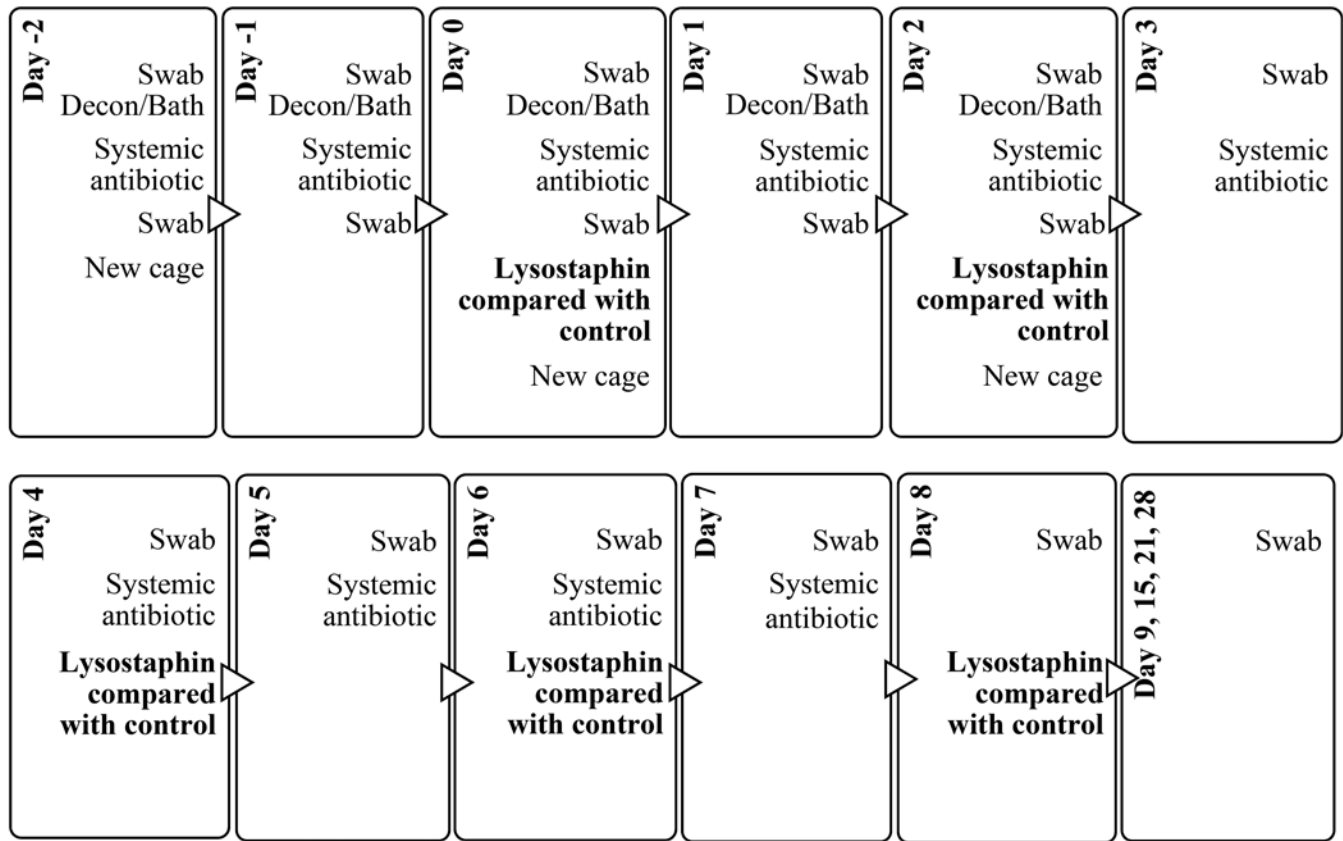 Day -2
Swab
Decon/Bath
Systemic
antibiotic
Swab
New cage
Day -1
Swab
Decon/Bath
Systemic
antibiotic
Swab
Day 0
Swab
Decon/Bath
Systemic
antibiotic
Swab
Lysostaphin
compared with
control
New cage
Day 1
Swab
Decon/Bath
Systemic
antibiotic
Swab
Day 2
Swab
Decon/Bath
Systemic
antibiotic
Swab
Lysostaphin
compared with
control
New cage
Day 3
Swab
Systemic
antibiotic
Day 4
Swab
Systemic
antibiotic
Lysostaphin
compared
with control
Day 5
Swab
Systemic
antibiotic
Day 6
Swab
Systemic
antibiotic
Lysostaphin
compared
with control
Day 7
Swab
Systemic
antibiotic
Day 8
Swab
Lysostaphin
compared
with control
Day 9, 15, 21, 28
Swab